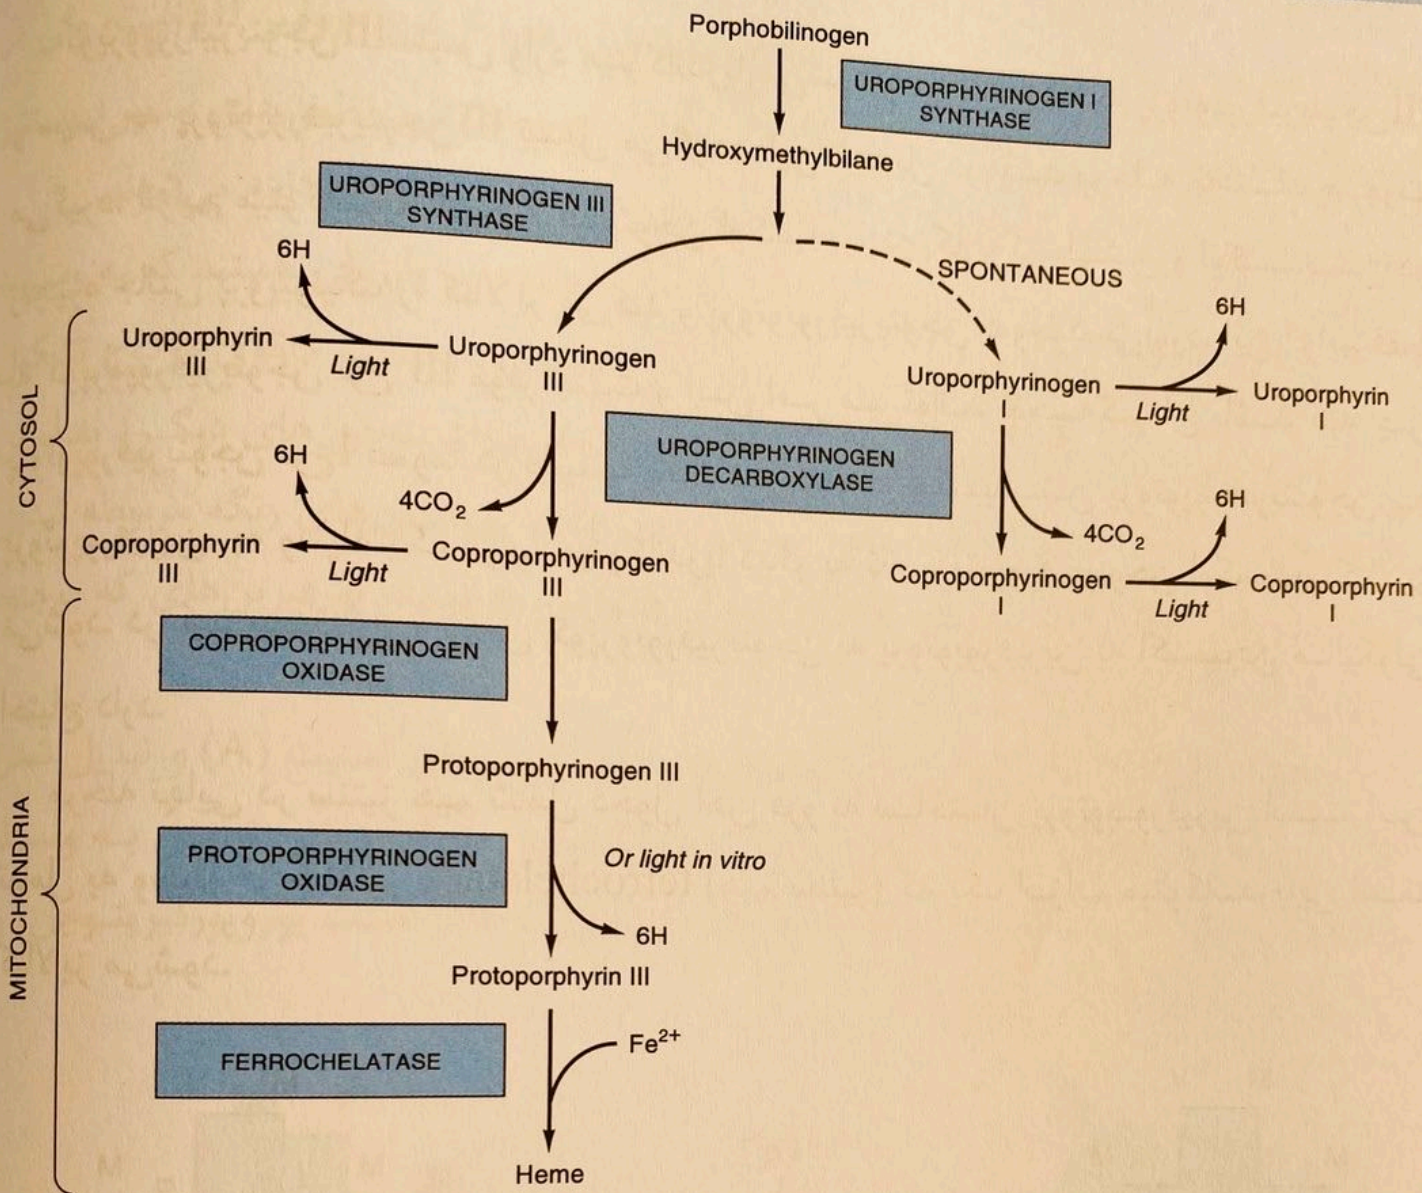 Porphobilinogen
UROPORPHYRINOGEN I
SYNTHASE
Hydroxymethylbilane
UROPORPHYRINOGEN III
SYNTHASE
SPONTANEOUS
6H
6H
Uroporphyrin
III
Light
Uroporphyrinogen
III
Uroporphyrinogen
I
Light
Uroporphyrin
I
CYTOSOL
UROPORPHYRINOGEN
DECARBOXYLASE
6H
4CO₂
6H
4CO₂
Coproporphyrin
III
Light
Coproporphyrinogen
III
Coproporphyrinogen
I
Light
Coproporphyrin
I
COPROPORPHYRINOGEN
OXIDASE
Protoporphyrinogen III
MITOCHONDRIA
PROTOPORPHYRINOGEN
OXIDASE
Or light in vitro
6H
Protoporphyrin III
FERROCHELATASE
Fe²⁺
Heme